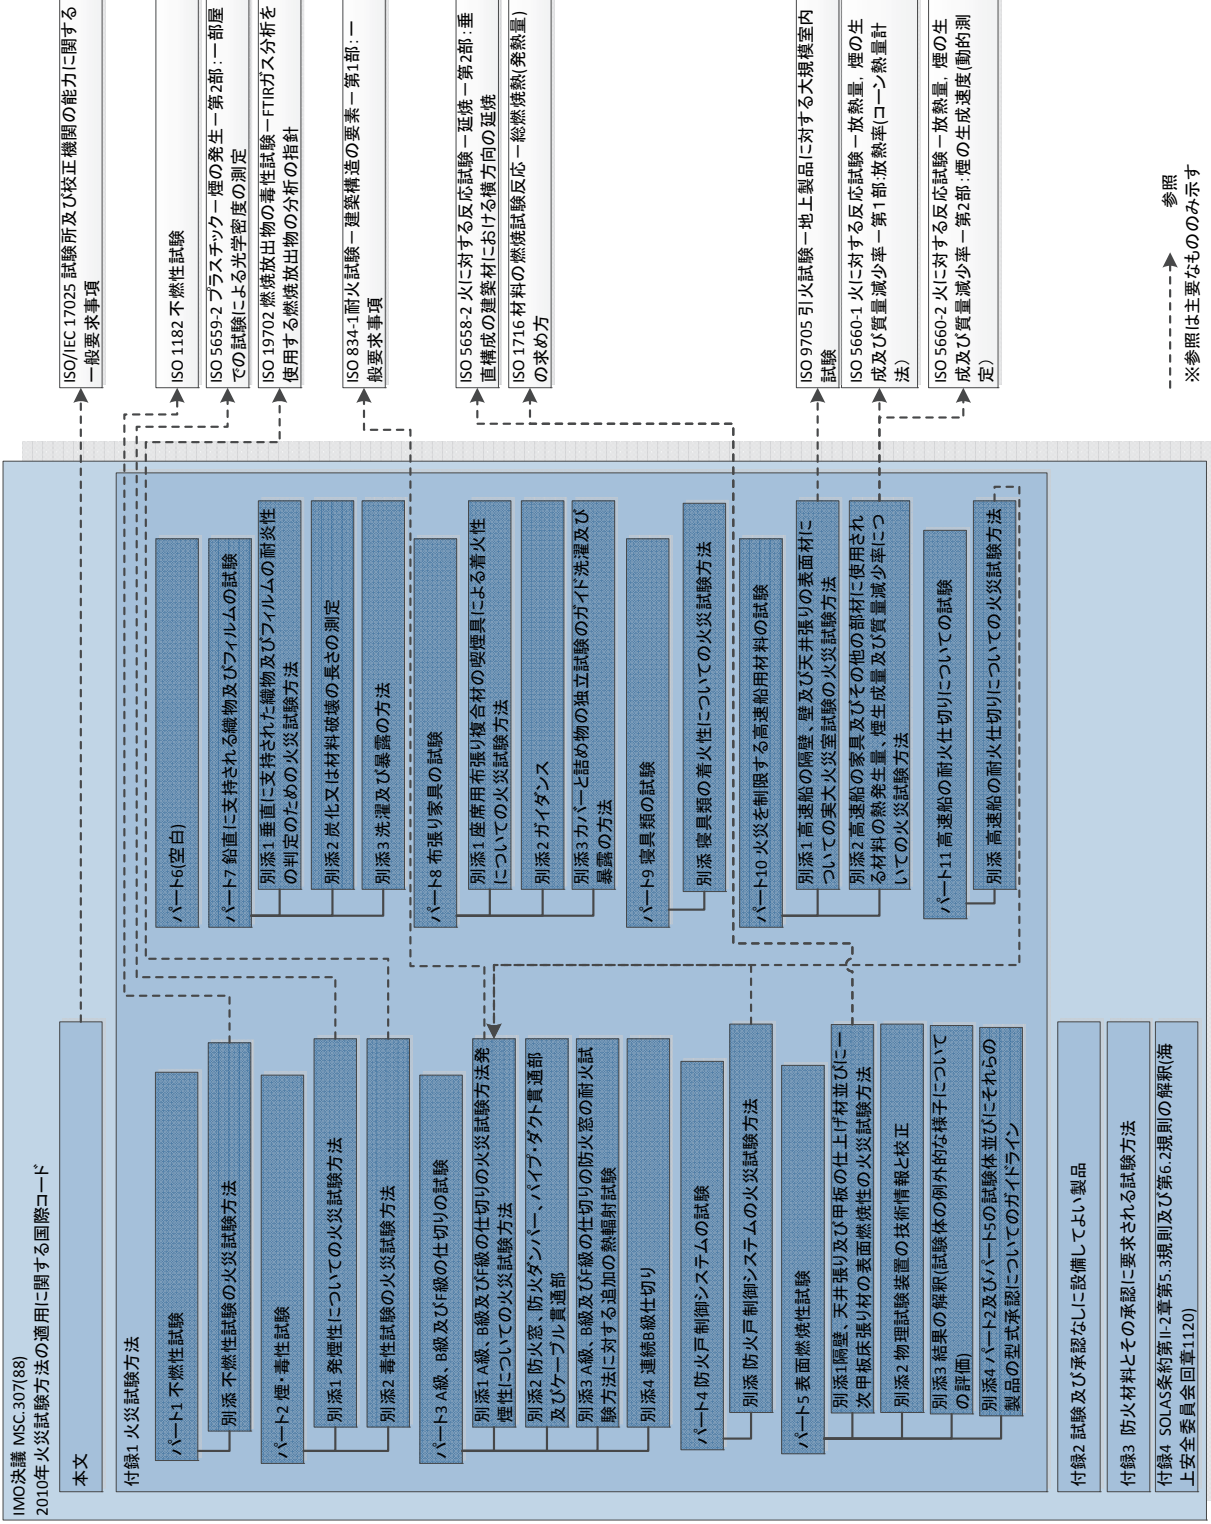 IMO決議 MSC.307(88)
2010年火災試験方法の適用に関する国際コード
本文
付録1 火災試験方法
パート1 不燃性試験
別添 不燃性試験の火災試験方法
パート2 煙・毒性試験
別添1 発煙性についての火災試験方法
別添2 毒性試験の火災試験方法
パート3 A級、B級及びF級の仕切りの試験
別添1 A級、B級及びF級の仕切りの火災試験方法発
煙性についての火災試験方法
別添2 防火窓、防火ダンパー、パイプ・ダクト貫通部
及びケーブル貫通部
別添3 A級、B級及びF級の仕切りの防火窓の耐火試
験方法に対する追加の熱輻射試験
別添4 連続B級仕切り
パート4 防火戸制御システムの試験
別添 防火戸制御システムの火災試験方法
パート5 表面燃焼性試験
別添1隔壁、天井張り及び甲板の仕上げ材並びに一
次甲板床張り材の表面燃焼性の火災試験方法
別添2 物理試験装置の技術情報と校正
別添3 結果の解釈(試験体の例外的な様子について
の評価)
別添4 パート2及びパート5の試験体並びにそれらの
製品の型式承認についてのガイドライン
パート6(空白)
パート7 鉛直に支持される織物及びフィルムの試験
別添1 垂直に支持された織物及びフィルムの耐炎性
の判定のための火災試験方法
別添2 炭化又は材料破壊の長さの測定
別添3 洗濯及び暴露の方法
パート8 布張り家具の試験
別添1 座席用布張り複合材の喫煙具による着火性
についての火災試験方法
別添2 ガイダンス
別添3 カバーと詰め物の独立試験のガイド洗濯及び
暴露の方法
パート9 寝具類の試験
別添 寝具類の着火性についての火災試験方法
パート10 火災を制限する高速船用材料の試験
別添1 高速船の隔壁、壁及び天井張りの表面材に
ついての実大火災室試験の火災試験方法
別添2 高速船の家具及びその他の部材に使用され
る材料の熱発生量、煙生成量及び質量減少率につ
いての火災試験方法
パート11 高速船の耐火仕切りについての試験
別添 高速船の耐火仕切りについての火災試験方法
付録2 試験及び承認なしに設備してよい製品
付録3 防火材料とその承認に要求される試験方法
付録4 SOLAS条約第II-2章第5.3規則及び第6.2規則の解釈(海
上安全委員会回章1120)
ISO/IEC 17025 試験所及び校正機関の能力に関する
一般要求事項
ISO 1182 不燃性試験
ISO 5659-2 プラスチックー煙の発生ー第2部:一部屋
での試験による光学密度の測定
ISO 19702 燃焼放出物の毒性試験ーFTIRガス分析を
使用する燃焼放出物の分析の指針
ISO 834-1耐火試験ー建築構造の要素ー第1部:一
般要求事項
ISO 5658-2 火に対する反応試験ー延焼ー第2部:垂
直構成の建築材における横方向の延焼
ISO 1716 材料の燃焼試験反応ー総燃焼熱(発熱量)
の求め方
ISO 9705 引火試験ー地上製品に対する大規模室内
試験
ISO 5660-1 火に対する反応試験ー放熱量, 煙の生
成及び質量減少率ー第1部:放熱率(コーン熱量計
法)
ISO 5660-2 火に対する反応試験ー放熱量, 煙の生
成及び質量減少率ー第2部:煙の生成速度(動的測
定)
参照
※参照は主要なもののみ示す